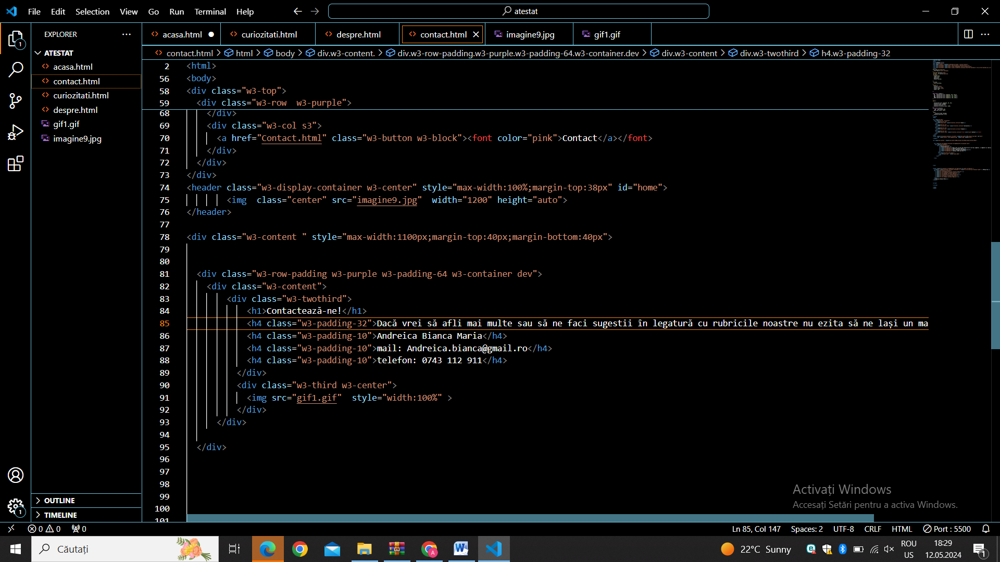 File Edit Selection View Go Run Terminal Help
atestat
1
EXPLORER
ATESTAT
acasa.html
contact.html
curiozitati.html
despre.html
gif1.gif
imagine9.jpg
OUTLINE
TIMELINE
1
acasa.html
curiozitati.html
despre.html
contact.html
imagine9.jpg
gif1.gif
contact.html > html > body > div.w3-content. > div.w3-row-padding.w3-purple.w3-padding-64.w3-container.dev > div.w3-content > div.w3-twothird > h4.w3-padding-32
2 <html>
56 <body>
58 <div class="w3-top">
59 <div class="w3-row  w3-purple">
68 </div>
69 <div class="w3-col s3">
70 <a href="Contact.html" class="w3-button w3-block"><font color="pink">Contact</a></font>
71 </div>
72 </div>
73 </div>
74 <header class="w3-display-container w3-center" style="max-width:100%;margin-top:38px" id="home">
75 <img  class="center" src="imagine9.jpg"  width="1200" height="auto">
76 </header>
77
78 <div class="w3-content " style="max-width:1100px;margin-top:40px;margin-bottom:40px">
79
80
81 <div class="w3-row-padding w3-purple w3-padding-64 w3-container dev">
82 <div class="w3-content">
83 <div class="w3-twothird">
84 <h1>Contactează-ne!</h1>
85 <h4 class="w3-padding-32">Dacă vrei să afli mai multe sau să ne faci sugestii în legatură cu rubricile noastre nu ezita să ne lași un ma
86 <h4 class="w3-padding-10">Andreica Bianca Maria</h4>
87 <h4 class="w3-padding-10">mail: Andreica.bianca@gmail.ro</h4>
88 <h4 class="w3-padding-10">telefon: 0743 112 911</h4>
89 </div>
90 <div class="w3-third w3-center">
91 <img src="gif1.gif"  style="width:100%" >
92 </div>
93 </div>
94
95 </div>
96
97
98
99
100
101
Activați Windows
Accesați Setări pentru a activa Windows.
0 0 0
Ln 85, Col 147 Spaces: 2 UTF-8 CRLF HTML Port : 5500
Căutați
22°C Sunny
ROU
US
18:29
12.05.2024
1